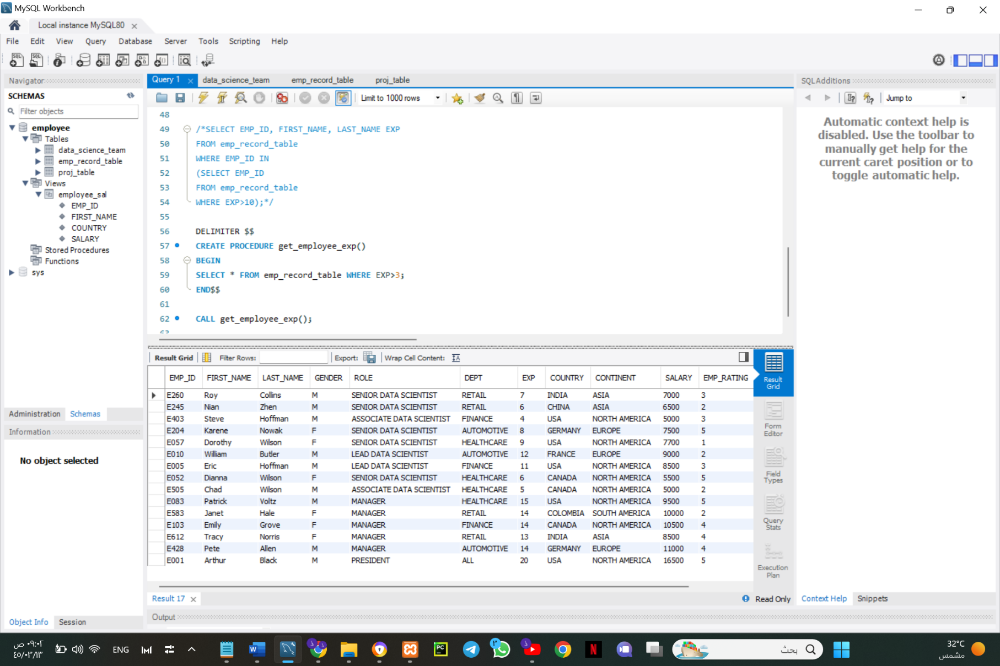 MySQL Workbench
Local instance MySQL80
File Edit View Query Database Server Tools Scripting Help
Navigator
SCHEMAS
Filter objects
employee
Tables
data_science_team
emp_record_table
proj_table
Views
employee_sal
EMP_ID
FIRST_NAME
COUNTRY
SALARY
Stored Procedures
Functions
sys
Administration Schemas
Information
No object selected
Object Info Session
Query 1 data_science_team emp_record_table proj_table
Limit to 1000 rows
48
49 /*SELECT EMP_ID, FIRST_NAME, LAST_NAME EXP
50 FROM emp_record_table
51 WHERE EMP_ID IN
52 (SELECT EMP_ID
53 FROM emp_record_table
54 WHERE EXP>10);*/
55
56 DELIMITER $$
57 CREATE PROCEDURE get_employee_exp()
58 BEGIN
59 SELECT * FROM emp_record_table WHERE EXP>3;
60 END$$
61
62 CALL get_employee_exp();
63
Result Grid Filter Rows: Export: Wrap Cell Content:
EMP_ID FIRST_NAME LAST_NAME GENDER ROLE DEPT EXP COUNTRY CONTINENT SALARY EMP_RATING
E260 Roy Collins M SENIOR DATA SCIENTIST RETAIL 7 INDIA ASIA 7000 3
E245 Nian Zhen M SENIOR DATA SCIENTIST RETAIL 6 CHINA ASIA 6500 2
E403 Steve Hoffman M ASSOCIATE DATA SCIENTIST FINANCE 4 USA NORTH AMERICA 5000 3
E204 Karene Nowak F SENIOR DATA SCIENTIST AUTOMOTIVE 8 GERMANY EUROPE 7500 5
E057 Dorothy Wilson F SENIOR DATA SCIENTIST HEALTHCARE 9 USA NORTH AMERICA 7700 1
E010 William Butler M LEAD DATA SCIENTIST AUTOMOTIVE 12 FRANCE EUROPE 9000 2
E005 Eric Hoffman M LEAD DATA SCIENTIST FINANCE 11 USA NORTH AMERICA 8500 3
E052 Dianna Wilson F SENIOR DATA SCIENTIST HEALTHCARE 6 CANADA NORTH AMERICA 5500 5
E505 Chad Wilson M ASSOCIATE DATA SCIENTIST HEALTHCARE 5 CANADA NORTH AMERICA 5000 2
E083 Patrick Voltz M MANAGER HEALTHCARE 15 USA NORTH AMERICA 9500 5
E583 Janet Hale F MANAGER RETAIL 14 COLOMBIA SOUTH AMERICA 10000 2
E103 Emily Grove F MANAGER FINANCE 14 CANADA NORTH AMERICA 10500 4
E612 Tracy Norris F MANAGER RETAIL 13 INDIA ASIA 8500 4
E428 Pete Allen M MANAGER AUTOMOTIVE 14 GERMANY EUROPE 11000 4
E001 Arthur Black M PRESIDENT ALL 20 USA NORTH AMERICA 16500 5
Result Grid
Form Editor
Field Types
Query Stats
Execution Plan
Result 17 Read Only
Output
SQLAdditions
Jump to
Automatic context help is
disabled. Use the toolbar to
manually get help for the
current caret position or to
toggle automatic help.
Context Help Snippets
٠٩:٠٢ ص
٤٥/٠٣/١٣
ENG
بحث
32°C
مشمس